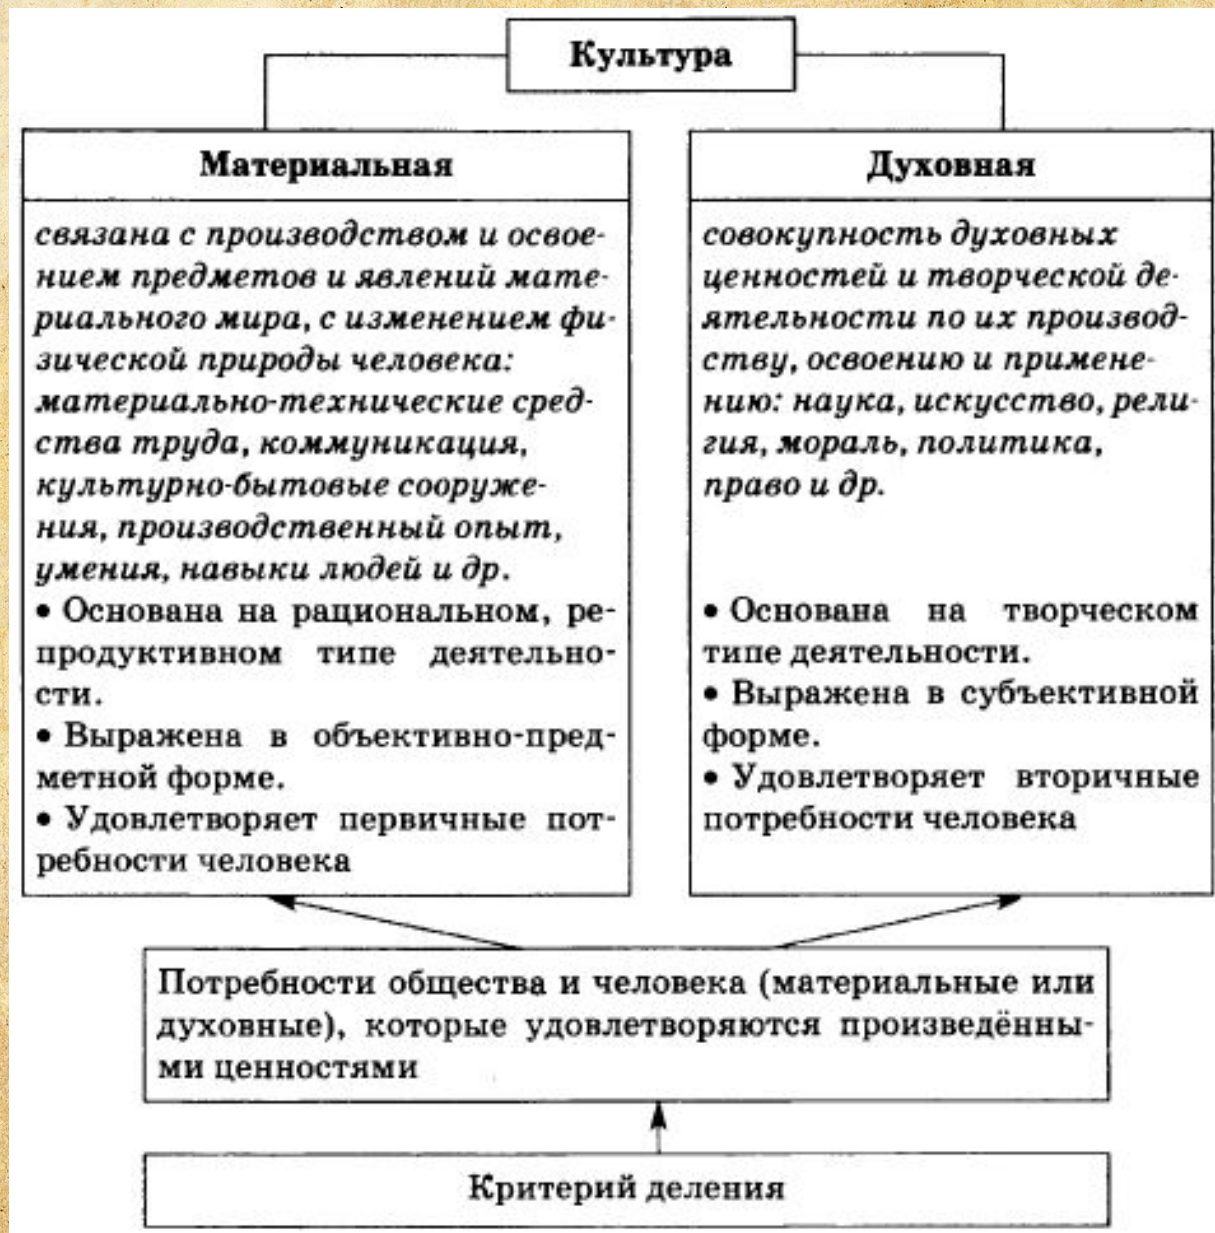 Культура
Материальная
связана с производством и освое-
нием предметов и явлений мате-
риального мира, с изменением фи-
зической природы человека:
материально-технические сред-
ства труда, коммуникация,
культурно-бытовые сооруже-
ния, производственный опыт,
умения, навыки людей и др.
• Основана на рациональном, ре-
продуктивном типе деятельно-
сти.
• Выражена в объективно-пред-
метной форме.
• Удовлетворяет первичные пот-
ребности человека
Духовная
совокупность духовных
ценностей и творческой де-
ятельности по их производ-
ству, освоению и примене-
нию: наука, искусство, рели-
гия, мораль, политика,
право и др.
• Основана на творческом
типе деятельности.
• Выражена в субъективной
форме.
• Удовлетворяет вторичные
потребности человека
Потребности общества и человека (материальные или
духовные), которые удовлетворяются произведённы-
ми ценностями
Критерий деления